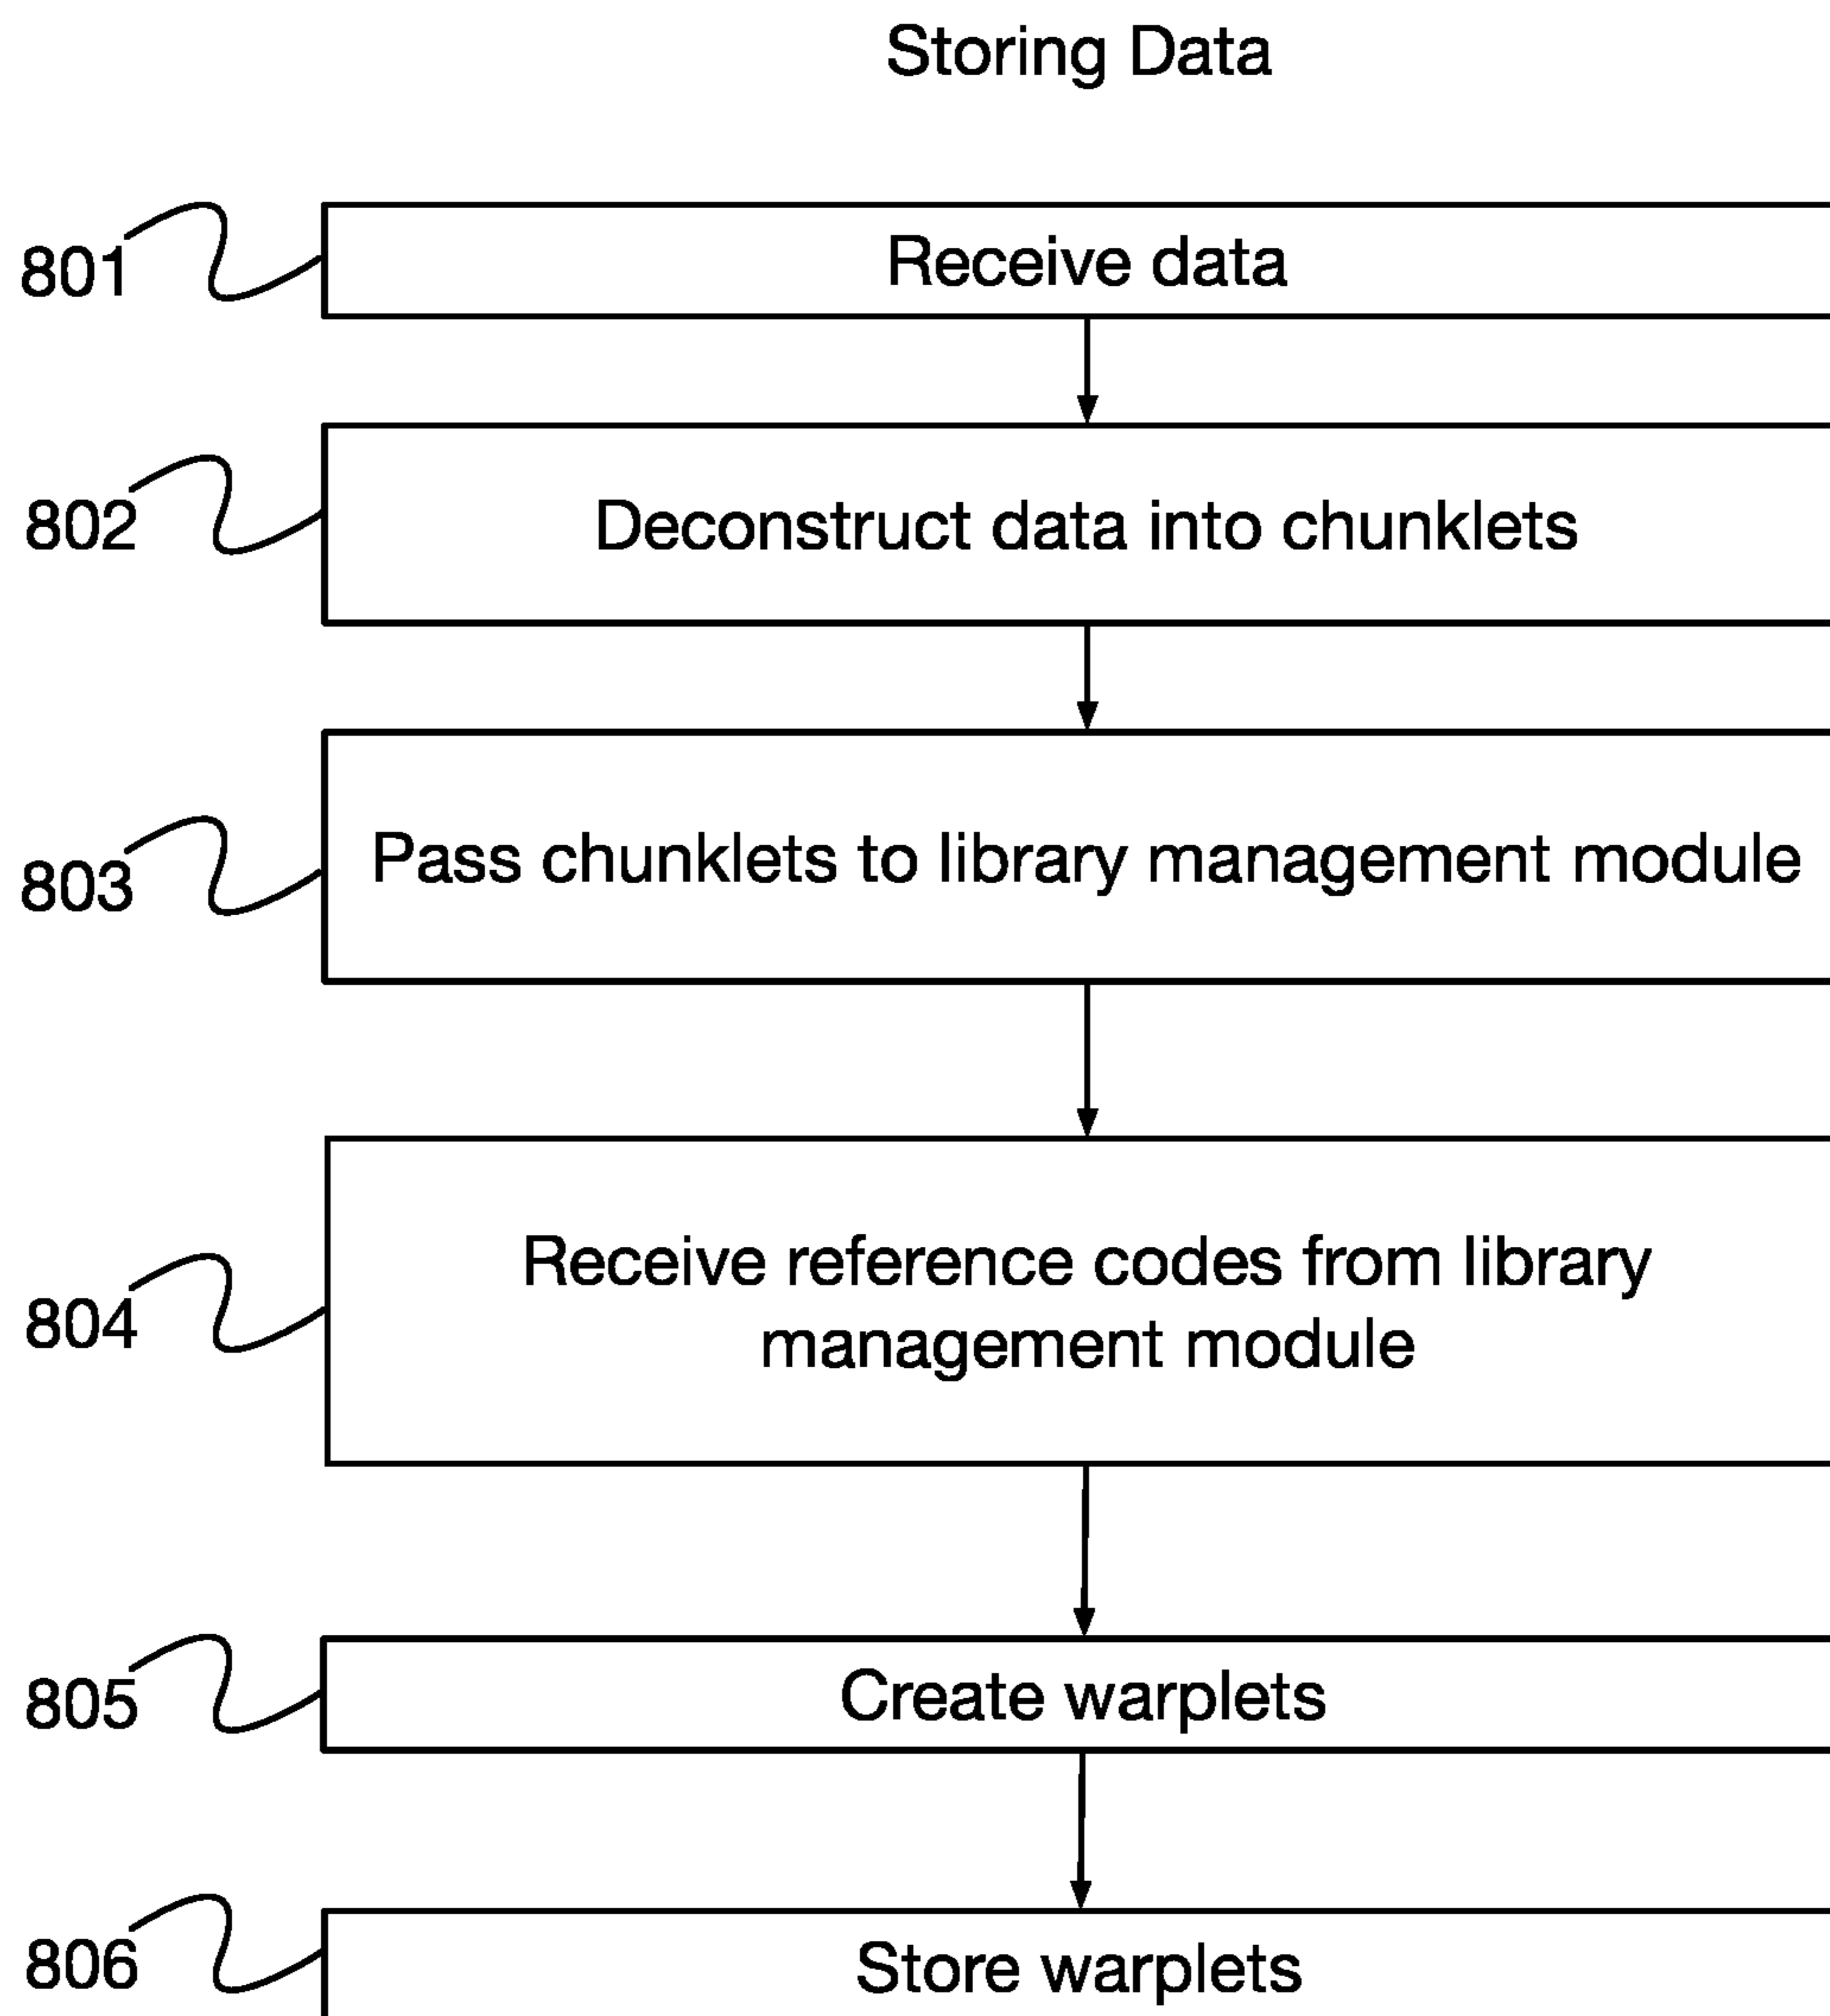 Storing Data
801
Receive data
802
Deconstruct data into chunklets
803
Pass chunklets to library management module
804
Receive reference codes from library
management module
805
Create warplets
806
Store warplets